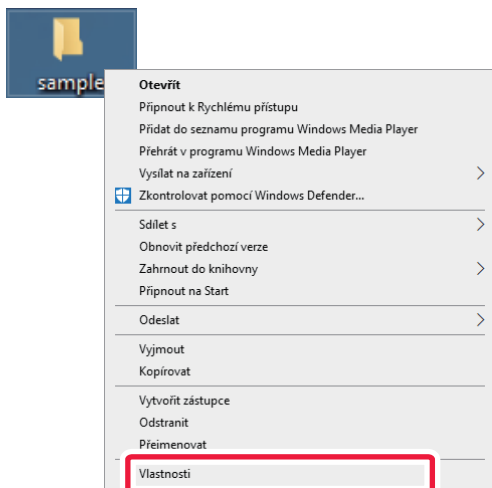 sample
Otevřít
Připnout k Rychlému přístupu
Přidat do seznamu programu Windows Media Player
Přehrát v programu Windows Media Player
Vysílat na zařízení
Zkontrolovat pomocí Windows Defender...
Sdílet s
Obnovit předchozí verze
Zahrnout do knihovny
Připnout na Start
Odeslat
Vyjmout
Kopírovat
Vytvořit zástupce
Odstranit
Přejmenovat
Vlastnosti